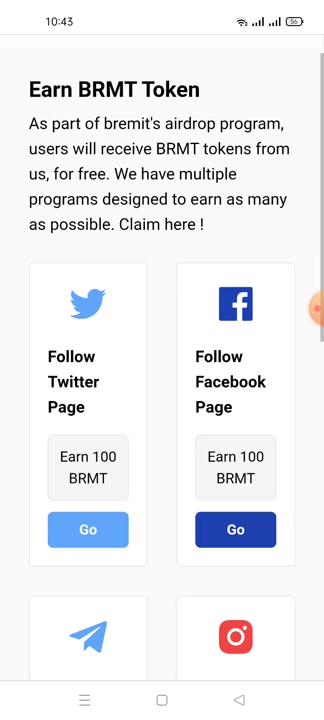 10:43
56
Earn BRMT Token
As part of bremit's airdrop program,
users will receive BRMT tokens from
us, for free. We have multiple
programs designed to earn as many
as possible. Claim here !
Follow
Twitter
Page
Earn 100
BRMT
Go
Follow
Facebook
Page
Earn 100
BRMT
Go